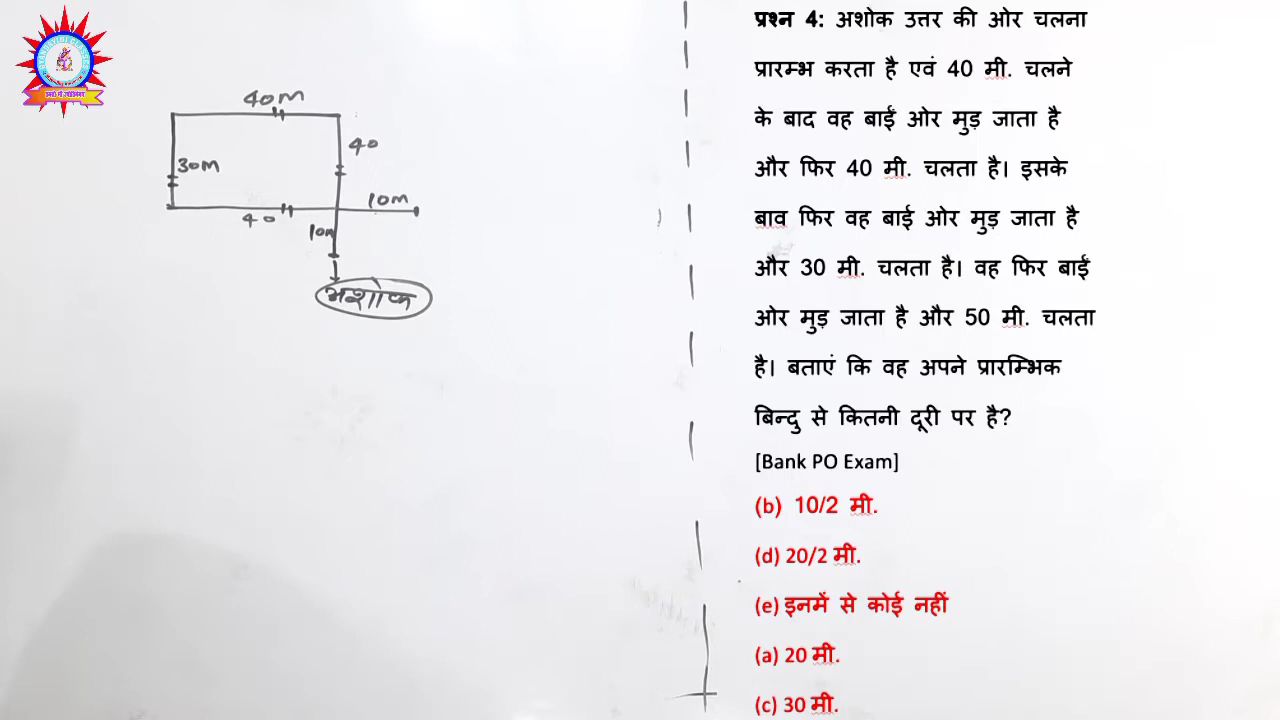 40M
40
30M
10M
40
10m
अशोक
प्रश्न 4: अशोक उत्तर की ओर चलना
प्रारम्भ करता है एवं 40 मी. चलने
के बाद वह बाईं ओर मुड़ जाता है
और फिर 40 मी. चलता है। इसके
बाव फिर वह बाई ओर मुड़ जाता है
और 30 मी. चलता है। वह फिर बाईं
ओर मुड़ जाता है और 50 मी. चलता
है। बताएं कि वह अपने प्रारम्भिक
बिन्दु से कितनी दूरी पर है?
[Bank PO Exam]
(b) 10/2 मी.
(d) 20/2 मी.
(e) इनमें से कोई नहीं
(a) 20 मी.
(c) 30 मी.